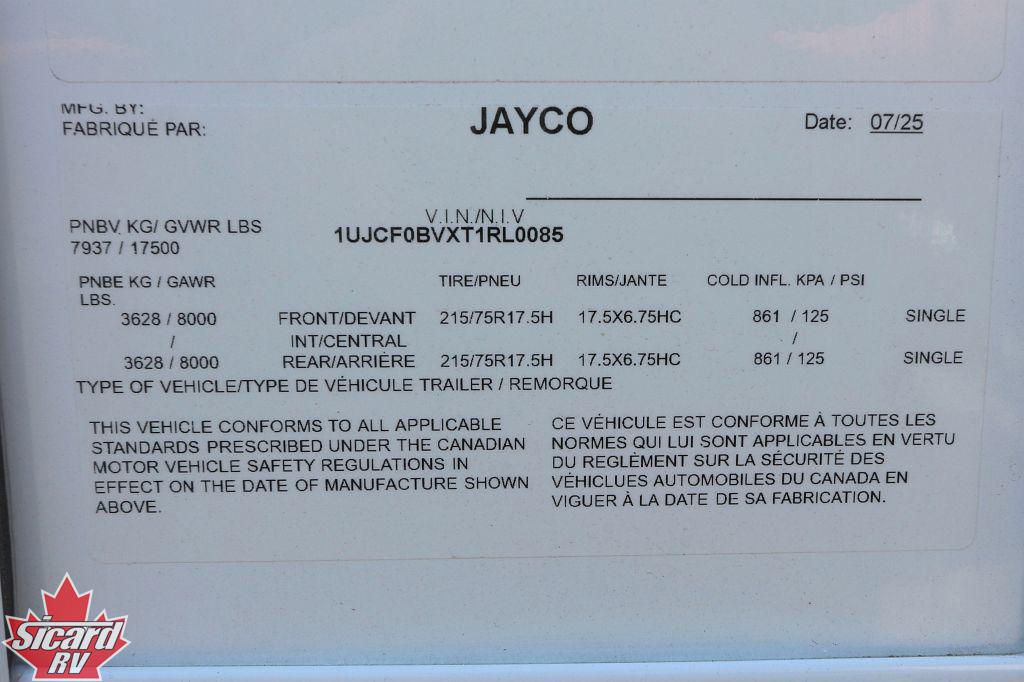 MFG. BY:
FABRIQUÉ PAR:
JAYCO
Date: 07/25
PNBV KG/ GVWR LBS
7937 / 17500
V.I.N./N.I.V
1UJCF0BVXT1RL0085
PNBE KG / GAWR LBS.
TIRE/PNEU RIMS/JANTE COLD INFL. KPA / PSI
3628 / 8000 FRONT/DEVANT 215/75R17.5H 17.5X6.75HC 861 / 125 SINGLE
/ INT/CENTRAL /
3628 / 8000 REAR/ARRIÈRE 215/75R17.5H 17.5X6.75HC 861 / 125 SINGLE
TYPE OF VEHICLE/TYPE DE VÉHICULE TRAILER / REMORQUE
THIS VEHICLE CONFORMS TO ALL APPLICABLE
STANDARDS PRESCRIBED UNDER THE CANADIAN
MOTOR VEHICLE SAFETY REGULATIONS IN
EFFECT ON THE DATE OF MANUFACTURE SHOWN
ABOVE.
CE VÉHICULE EST CONFORME À TOUTES LES
NORMES QUI LUI SONT APPLICABLES EN VERTU
DU REGLÈMENT SUR LA SÉCURITÉ DES
VÉHICLUES AUTOMOBILES DU CANADA EN
VIGUER À LA DATE DE SA FABRICATION.
Sicard
RV